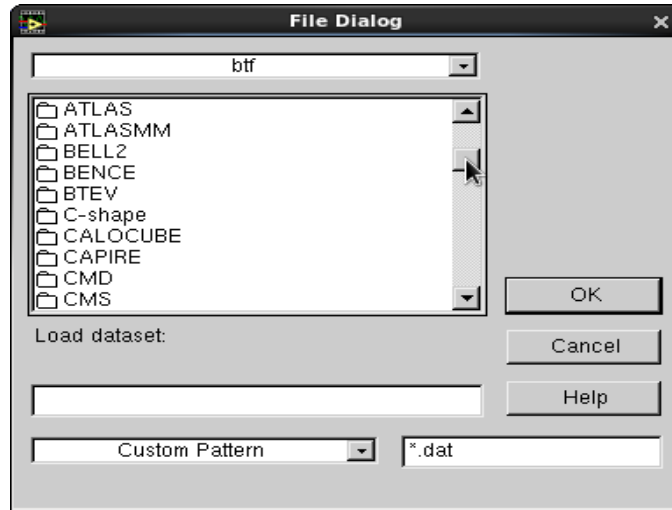 File Dialog
btf
ATLAS
ATLASMM
BELL2
BENCE
BTEV
C-shape
CALOCUBE
CAPIRE
CMD
CMS
OK
Load dataset:
Cancel
Help
Custom Pattern
*.dat